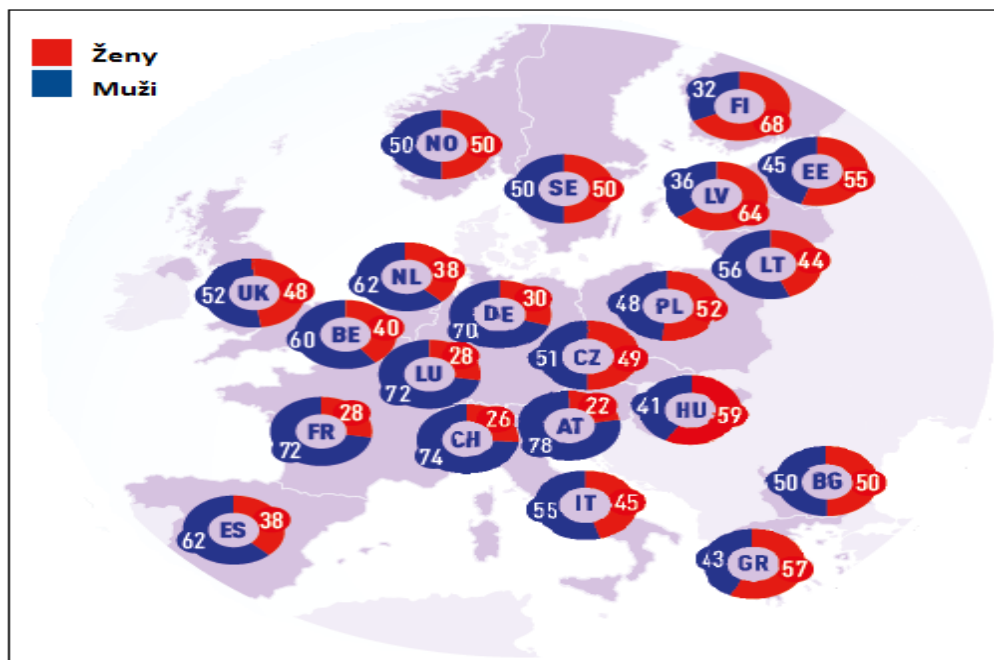 Ženy
Muži
32 FI 68
50 NO 50
45 EE 55
50 SE 50
36 LV 64
56 LT 44
62 NL 38
52 UK 48
70 DE 30
48 PL 52
60 BE 40
51 CZ 49
72 LU 28
41 HU 59
72 FR 28
74 CH 26
78 AT 22
50 BG 50
55 IT 45
62 ES 38
43 GR 57